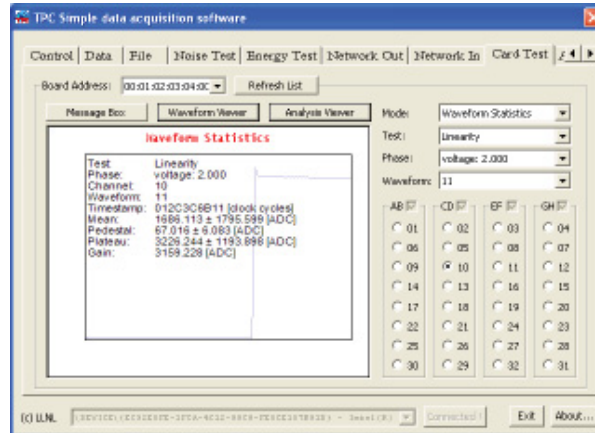 TPC Simple data acquisition software
Control Data File Noise Test Energy Test Network Out Network In Card Test
Board Address: 00:01:02:03:04:0C Refresh List
Message Box Waveform Viewer Analysis Viewer
Mode: Waveform Statistics
Test: Linearity
Phase: voltage: 2.000
Waveform: 11
Waveform Statistics
Test Linearity
Phase: voltage: 2.000
Channel: 10
Waveform: 11
Timestamp: 012C3C6B11 [clock cycles]
Mean: 1686.113 ± 1795.599 [ADC]
Pedestal: 67.016 ± 6.083 [ADC]
Plateau: 3226.244 ± 1193.898 [ADC]
Gain: 3159.228 [ADC]
AB CD EF GH
01 02 03 04
06 05 08 07
09 10 11 12
14 13 16 15
17 18 19 20
22 21 24 23
25 26 27 28
30 29 32 31
(c) LLNL Connected! Exit About...